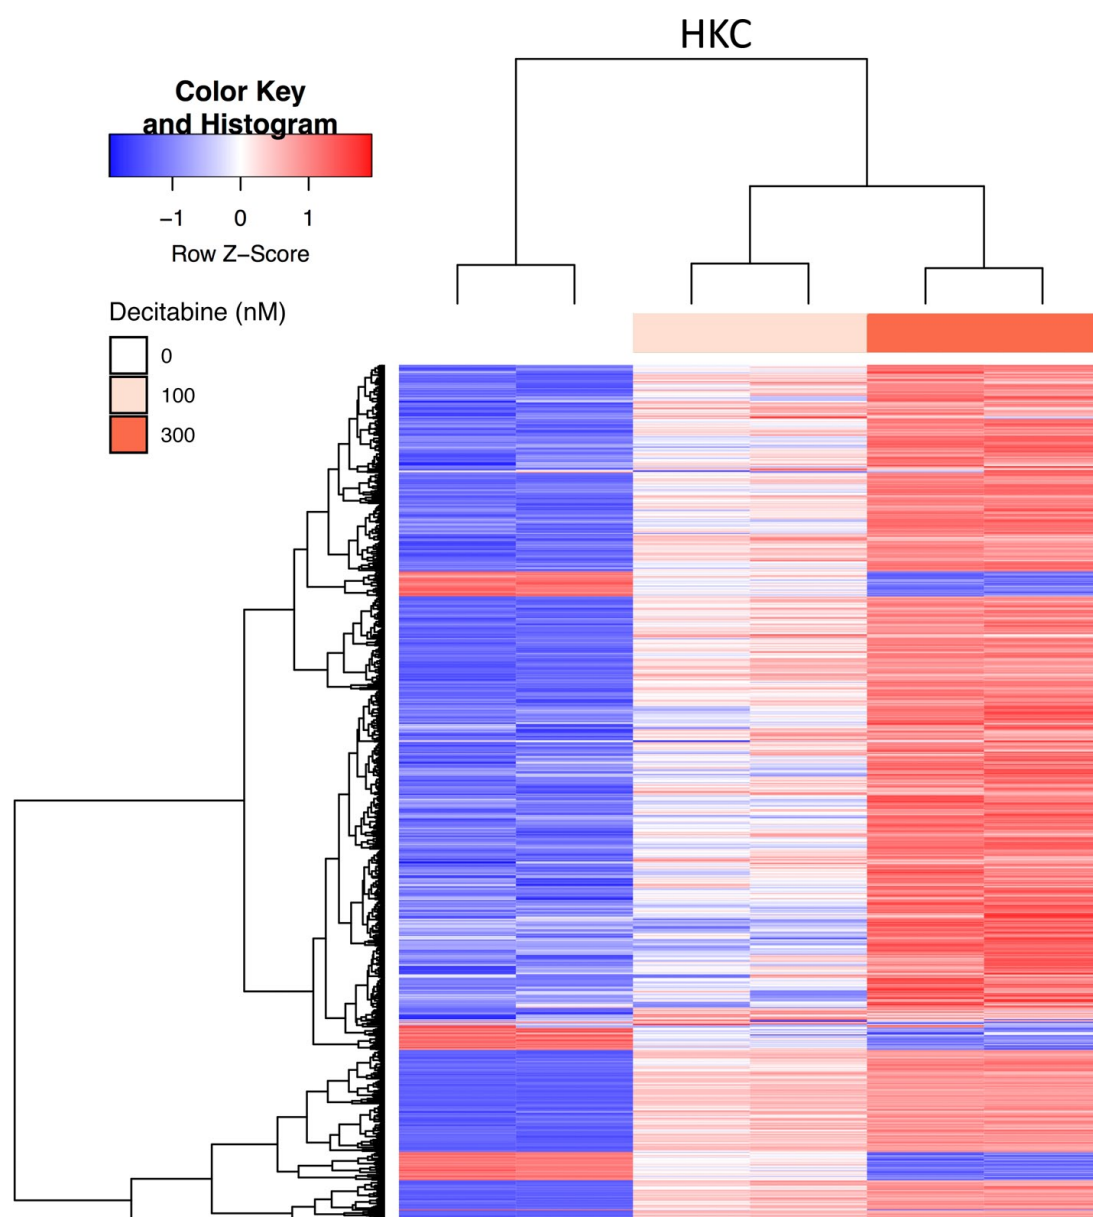 HKC
Color Key
and Histogram
−1 0 1
Row Z−Score
Decitabine (nM)
0
100
300